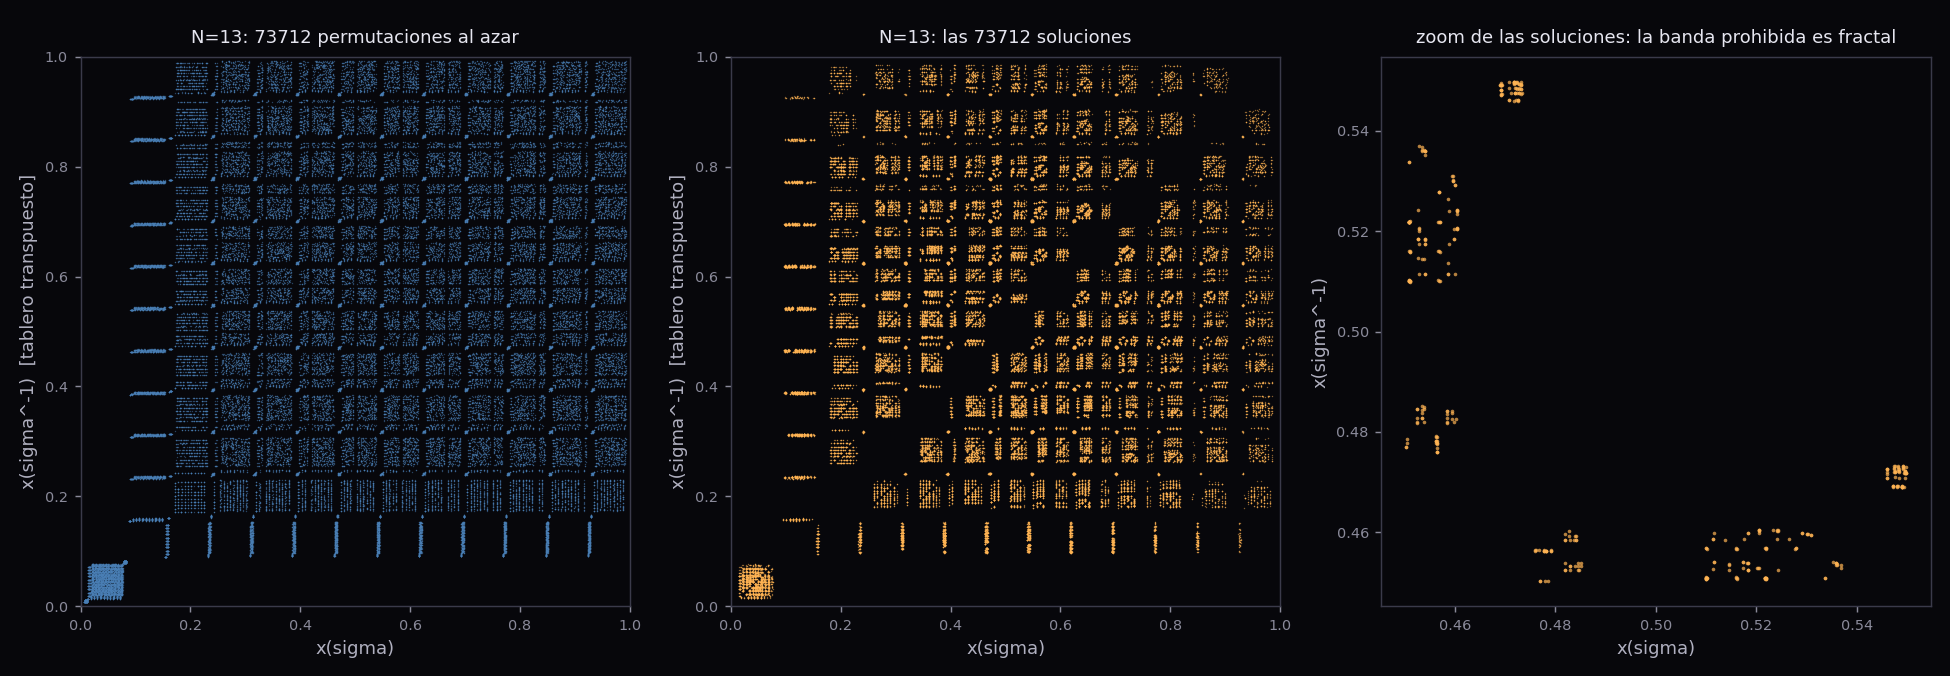 N=13: 73712 permutaciones al azar
x(sigma^-1) [tablero transpuesto]
1.0
0.8
0.6
0.4
0.2
0.0
0.0 0.2 0.4 0.6 0.8 1.0
x(sigma)
N=13: las 73712 soluciones
x(sigma^-1) [tablero transpuesto]
1.0
0.8
0.6
0.4
0.2
0.0
0.0 0.2 0.4 0.6 0.8 1.0
x(sigma)
zoom de las soluciones: la banda prohibida es fractal
x(sigma^-1)
0.54
0.52
0.50
0.48
0.46
0.46 0.48 0.50 0.52 0.54
x(sigma)